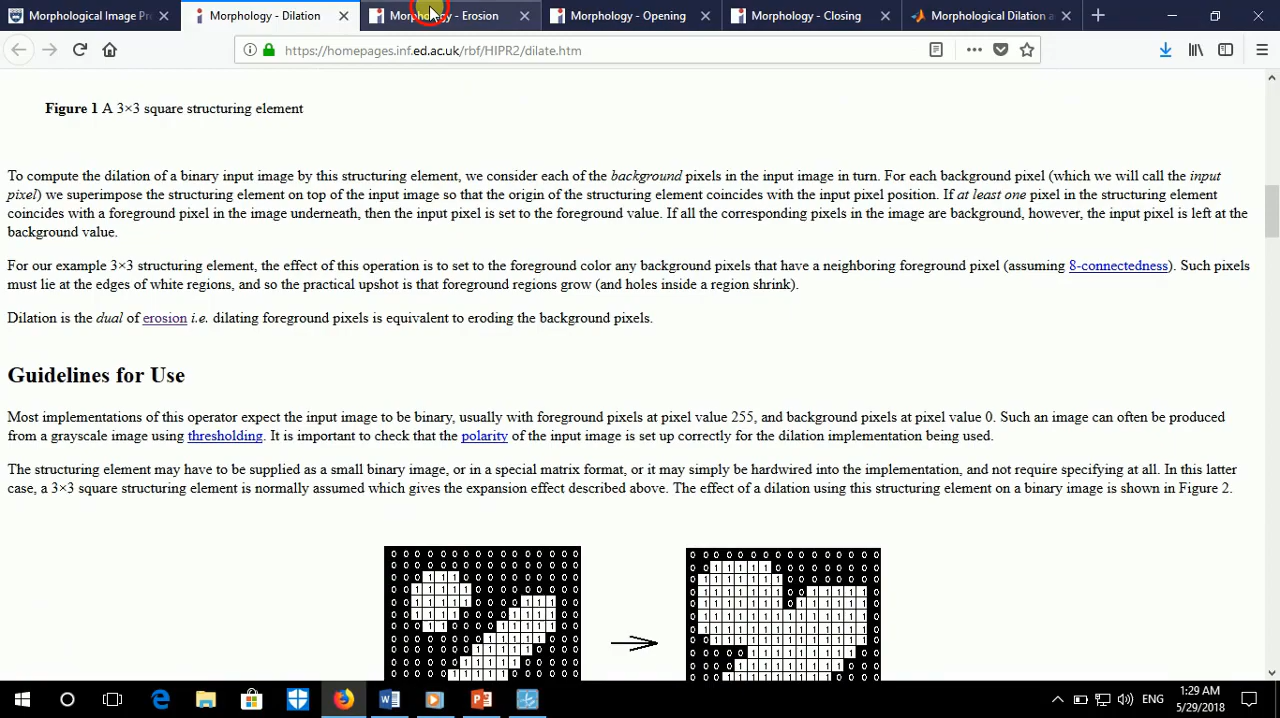 Morphological Image Pr
Morphology - Dilation
Morphology - Erosion
Morphology - Opening
Morphology - Closing
Morphological Dilation a
https://homepages.inf.ed.ac.uk/rbf/HIPR2/dilate.htm
Figure 1 A 3×3 square structuring element
To compute the dilation of a binary input image by this structuring element, we consider each of the background pixels in the input image in turn. For each background pixel (which we will call the input
pixel) we superimpose the structuring element on top of the input image so that the origin of the structuring element coincides with the input pixel position. If at least one pixel in the structuring element
coincides with a foreground pixel in the image underneath, then the input pixel is set to the foreground value. If all the corresponding pixels in the image are background, however, the input pixel is left at the
background value.
For our example 3×3 structuring element, the effect of this operation is to set to the foreground color any background pixels that have a neighboring foreground pixel (assuming 8-connectedness). Such pixels
must lie at the edges of white regions, and so the practical upshot is that foreground regions grow (and holes inside a region shrink).
Dilation is the dual of erosion i.e. dilating foreground pixels is equivalent to eroding the background pixels.
Guidelines for Use
Most implementations of this operator expect the input image to be binary, usually with foreground pixels at pixel value 255, and background pixels at pixel value 0. Such an image can often be produced
from a grayscale image using thresholding. It is important to check that the polarity of the input image is set up correctly for the dilation implementation being used.
The structuring element may have to be supplied as a small binary image, or in a special matrix format, or it may simply be hardwired into the implementation, and not require specifying at all. In this latter
case, a 3×3 square structuring element is normally assumed which gives the expansion effect described above. The effect of a dilation using this structuring element on a binary image is shown in Figure 2.
ENG
1:29 AM
5/29/2018